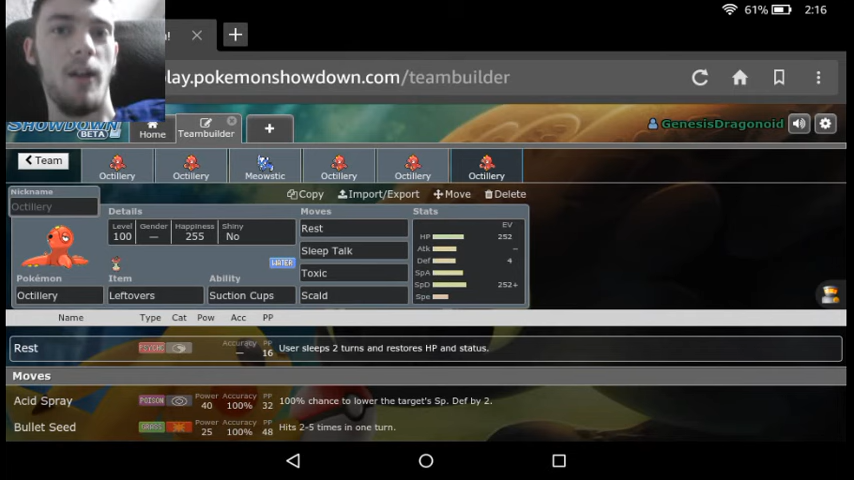 61% 2:16
!
lay.pokemonshowdown.com/teambuilder
SHOWDOWN
BETA
Home
Teambuilder
GenesisDragonoid
Team
Octillery Octillery Meowstic Octillery Octillery Octillery
Copy Import/Export Move Delete
Nickname
Octillery
Details
Level Gender Happiness Shiny
100 — 255 No
WATER
Pokémon Item Ability
Octillery Leftovers Suction Cups
Moves
Rest
Sleep Talk
Toxic
Scald
Stats
EV
HP 252
Atk --
Def 4
SpA
SpD 252+
Spe
Name Type Cat Pow Acc PP
Rest PSYCHC Accuracy — PP 16 User sleeps 2 turns and restores HP and status.
Moves
Acid Spray POISON Power 40 Accuracy 100% PP 32 100% chance to lower the target's Sp. Def by 2.
Bullet Seed GRASS Power 25 Accuracy 100% PP 48 Hits 2-5 times in one turn.